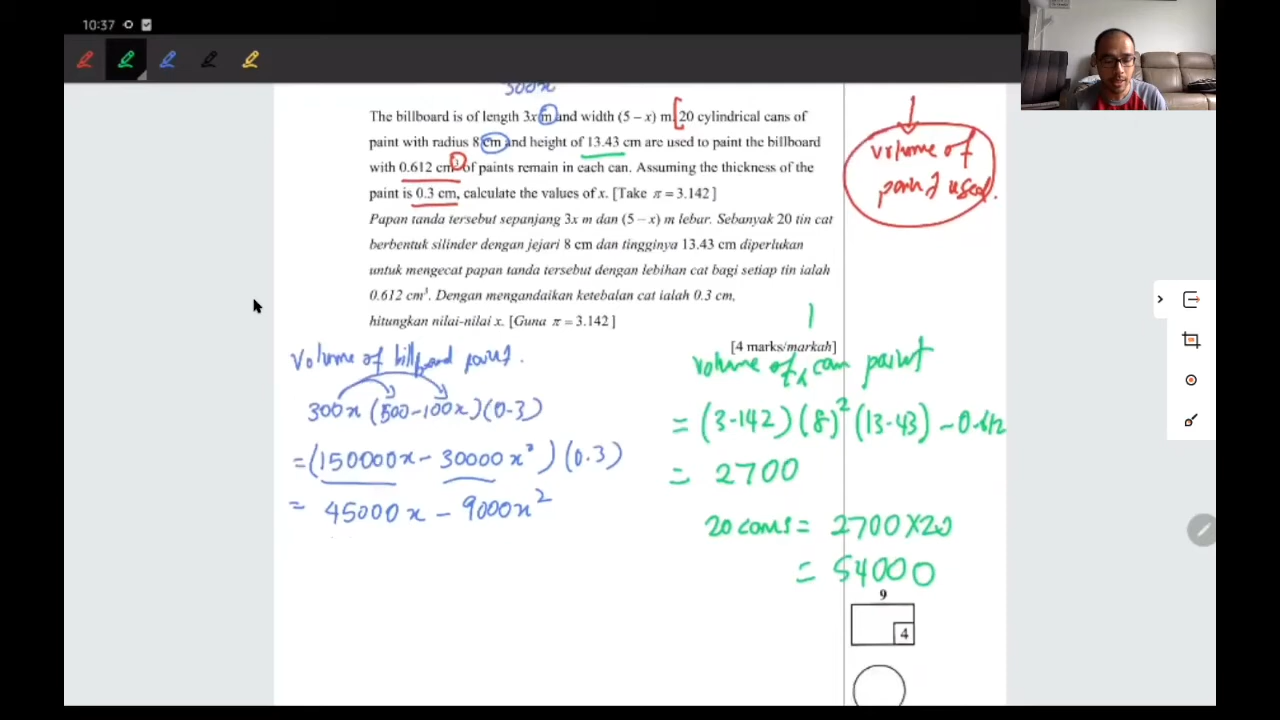 10:37
300x
The billboard is of length 3x m and width (5 – x) m. 20 cylindrical cans of
paint with radius 8 cm and height of 13.43 cm are used to paint the billboard
with 0.612 cm³ of paints remain in each can. Assuming the thickness of the
paint is 0.3 cm, calculate the values of x. [Take π = 3.142 ]
Papan tanda tersebut sepanjang 3x m dan (5 – x) m lebar. Sebanyak 20 tin cat
berbentuk silinder dengan jejari 8 cm dan tingginya 13.43 cm diperlukan
untuk mengecat papan tanda tersebut dengan lebihan cat bagi setiap tin ialah
0.612 cm³. Dengan mengandaikan ketebalan cat ialah 0.3 cm,
hitungkan nilai-nilai x. [Guna π = 3.142 ]
[4 marks/markah]
volume of
paint used.
Volume of billboard paint.
300x (500-100x)(0.3)
=(150000x - 30000x²)(0.3)
= 45000x - 9000x²
1
volume of can paint
= (3.142)(8)²(13.43) - 0.612
= 2700
20 cans = 2700 x 20
= 54000
9
4